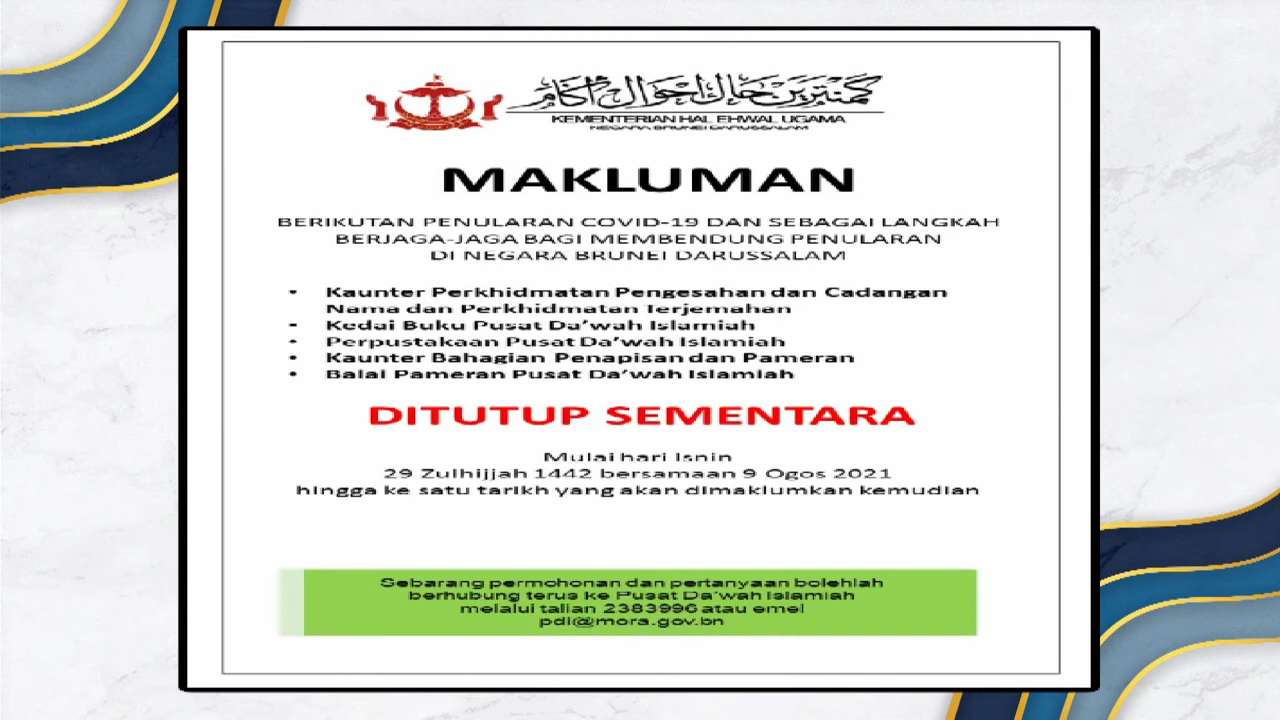 كمنترين حال احوال اݢام
KEMENTERIAN HAL EHWAL UGAMA
NEGARA BRUNEI DARUSSALAM
MAKLUMAN
BERIKUTAN PENULARAN COVID-19 DAN SEBAGAI LANGKAH
BERJAGA-JAGA BAGI MEMBENDUNG PENULARAN
DI NEGARA BRUNEI DARUSSALAM
• Kaunter Perkhidmatan Pengesahan dan Cadangan
Nama dan Perkhidmatan Terjemahan
• Kedai Buku Pusat Da'wah Islamiah
• Perpustakaan Pusat Da'wah Islamiah
• Kaunter Bahagian Penapisan dan Pameran
• Balai Pameran Pusat Da'wah Islamiah
DITUTUP SEMENTARA
Mulai hari Isnin
29 Zulhijjah 1442 bersamaan 9 Ogos 2021
hingga ke satu tarikh yang akan dimaklumkan kemudian
Sebarang permohonan dan pertanyaan bolehlah
berhubung terus ke Pusat Da'wah Islamiah
melalui talian 2383996 atau emel
pdi@mora.gov.bn